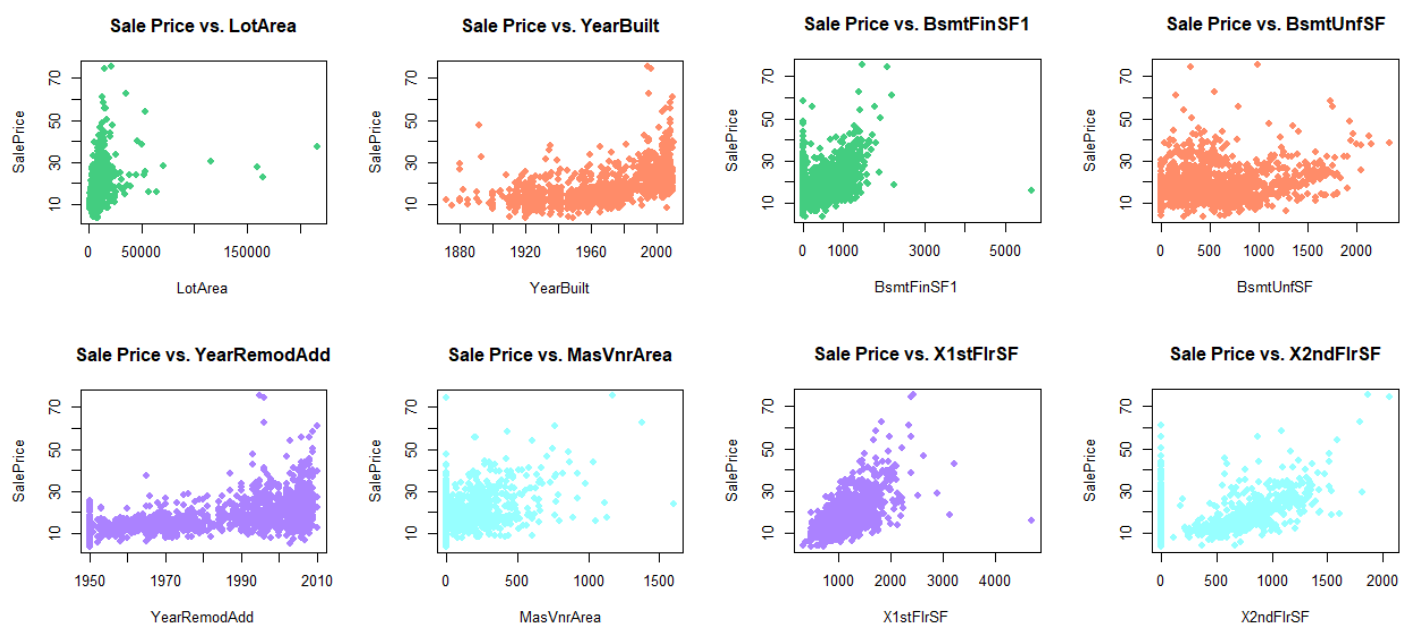 Sale Price vs. LotArea
SalePrice
70
50
30
10
0 50000 150000
LotArea
Sale Price vs. YearBuilt
SalePrice
70
50
30
10
1880 1920 1960 2000
YearBuilt
Sale Price vs. BsmtFinSF1
SalePrice
70
50
30
10
0 1000 3000 5000
BsmtFinSF1
Sale Price vs. BsmtUnfSF
SalePrice
70
50
30
10
0 500 1000 1500 2000
BsmtUnfSF
Sale Price vs. YearRemodAdd
SalePrice
70
50
30
10
1950 1970 1990 2010
YearRemodAdd
Sale Price vs. MasVnrArea
SalePrice
70
50
30
10
0 500 1000 1500
MasVnrArea
Sale Price vs. X1stFlrSF
SalePrice
70
50
30
10
1000 2000 3000 4000
X1stFlrSF
Sale Price vs. X2ndFlrSF
SalePrice
70
50
30
10
0 500 1000 1500 2000
X2ndFlrSF